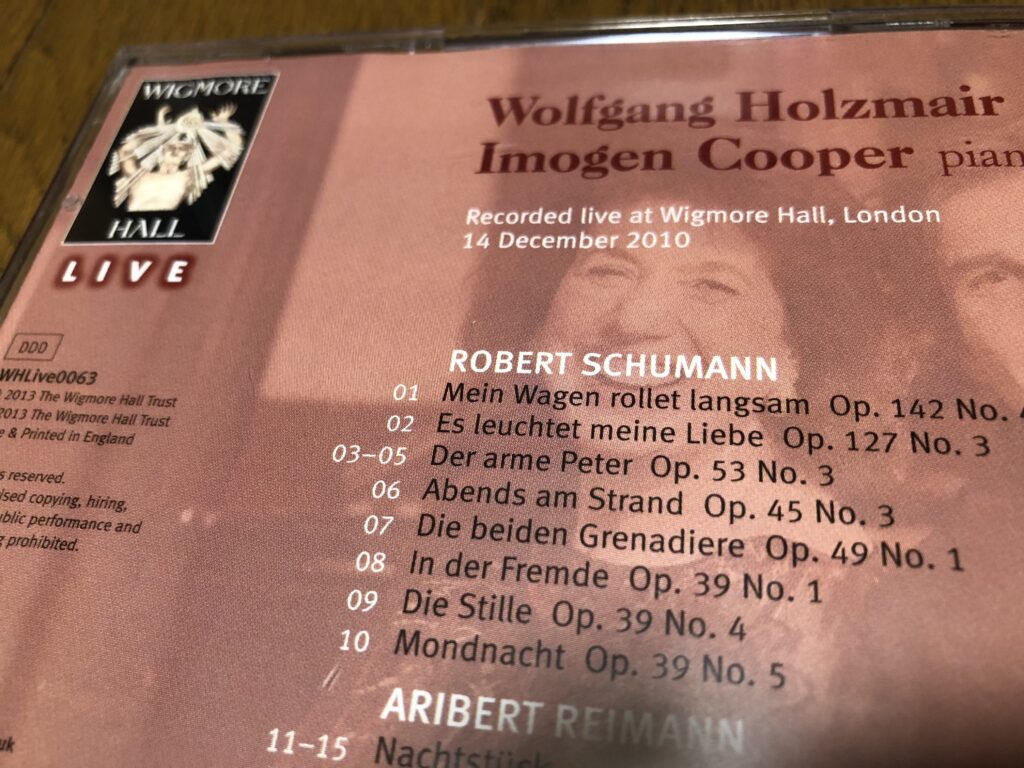 WIGMORE
HALL
LIVE
Wolfgang Holzmair
Imogen Cooper
Recorded live at Wigmore Hall, London
14 December 2010
DDD
WHLive0063
2013 The Wigmore Hall Trust
2013 The Wigmore Hall Trust
& Printed in England
reserved.
copying, hiring,
performance and
prohibited.
ROBERT SCHUMANN
01 Mein Wagen rollet langsam Op. 142 No.
02 Es leuchtet meine Liebe Op. 127 No. 3
03–05 Der arme Peter Op. 53 No. 3
06 Abends am Strand Op. 45 No. 3
07 Die beiden Grenadiere Op. 49 No. 1
08 In der Fremde Op. 39 No. 1
09 Die Stille Op. 39 No. 4
10 Mondnacht Op. 39 No. 5
ARIBERT REIMANN
11–15 Nachtstück